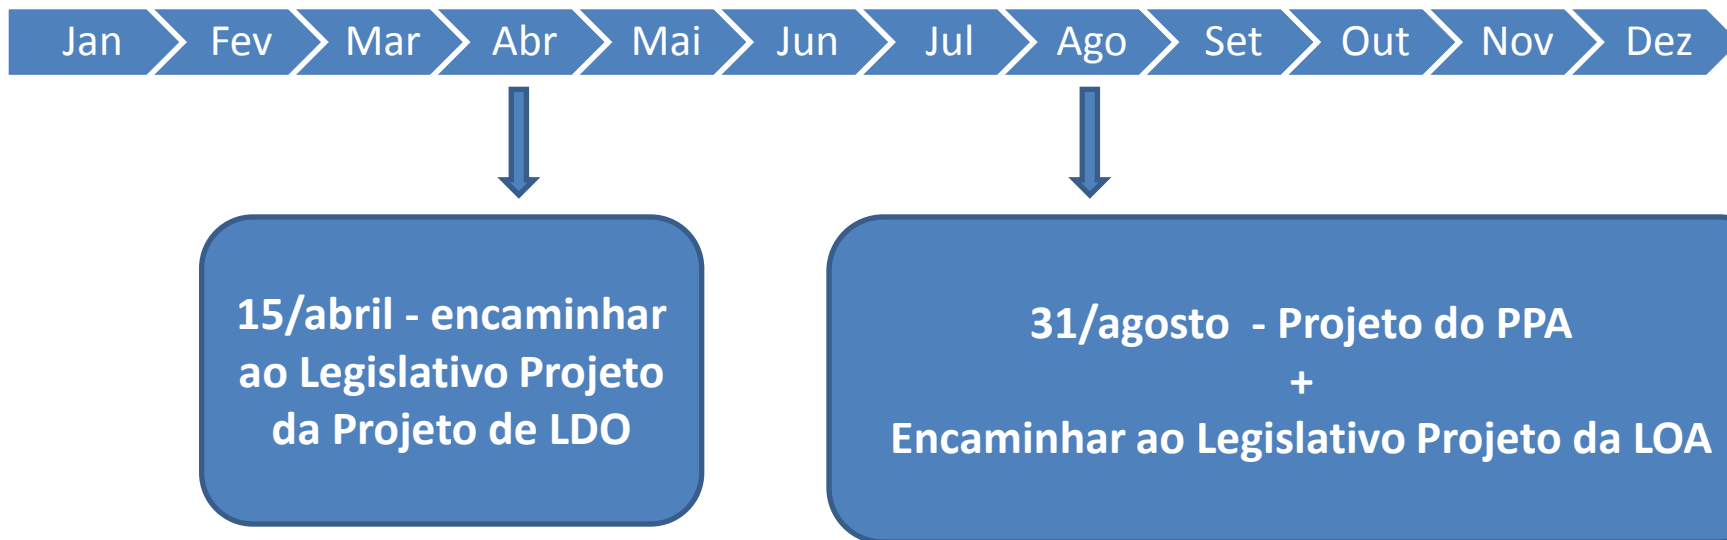 Jan Fev Mar Abr Mai Jun Jul Ago Set Out Nov Dez
15/abril - encaminhar
ao Legislativo Projeto
da Projeto de LDO
31/agosto - Projeto do PPA
+
Encaminhar ao Legislativo Projeto da LOA